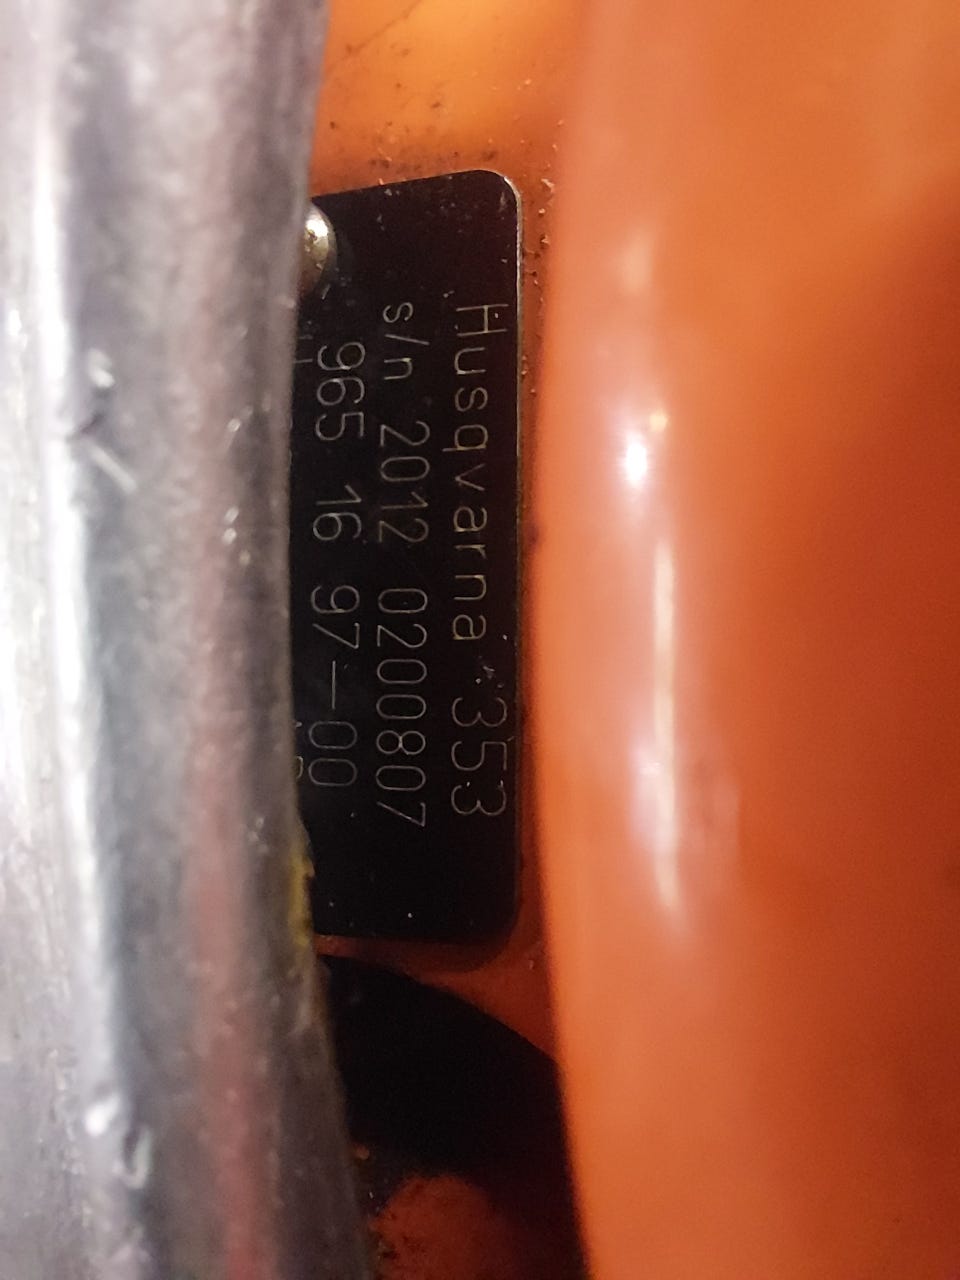 Husqvarna 353
s/n 2012 0200807
965 16 97-00